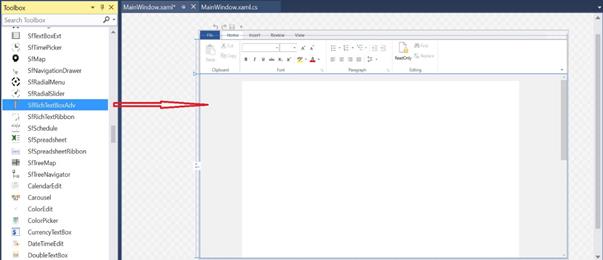 Toolbox
Search Toolbox
SfTextBoxExt
SfTimePicker
SfMap
SfNavigationDrawer
SfRadialMenu
SfRadialSlider
SfRichTextBoxAdv
SfRichTextRibbon
SfSchedule
SfSpreadsheet
SfSpreadsheetRibbon
SfTreeMap
SfTreeNavigator
CalendarEdit
Carousel
ColorEdit
ColorPicker
CurrencyTextBox
DateTimeEdit
DoubleTextBox
MainWindow.xaml*
MainWindow.xaml.cs
File Home Insert Review View
Paste
Cut
Copy
Clipboard
B I U abc
Font
Paragraph
ReadOnly
Find
Replace
Editing